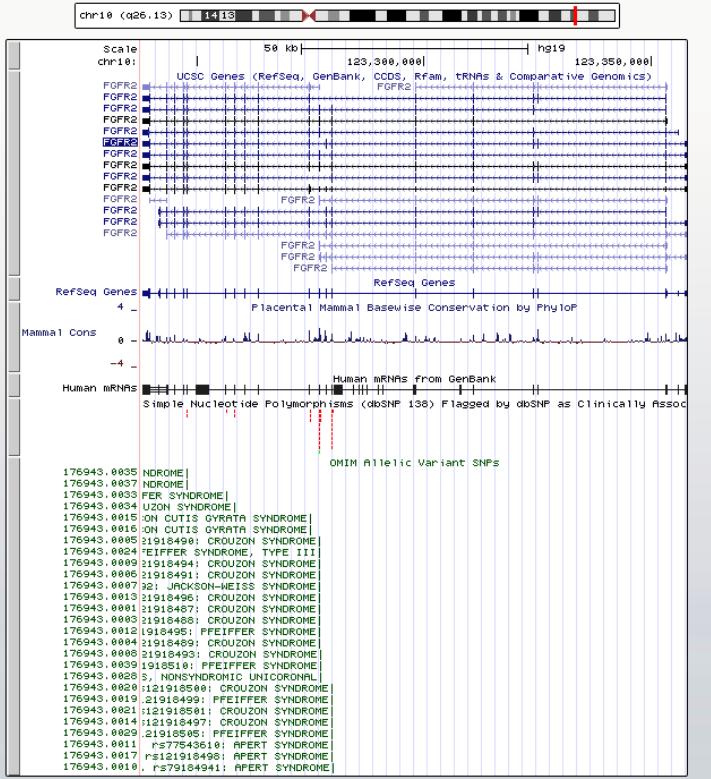 chr10 (q26.13) 14 13
Scale 50 kb hg19
chr10: 123,300,000 123,350,000
UCSC Genes (RefSeq, GenBank, CCDS, Rfam, tRNAs & Comparative Genomics)
FGFR2 FGFR2
FGFR2
FGFR2
FGFR2
FGFR2
FGFR2
FGFR2
FGFR2
FGFR2
FGFR2
FGFR2 FGFR2
FGFR2
FGFR2
FGFR2
FGFR2
FGFR2
FGFR2
RefSeq Genes
RefSeq Genes
4 _ Placental Mammal Basewise Conservation by PhyloP
Mammal Cons
0 -
-4 _
Human mRNAs from GenBank
Human mRNAs
Simple Nucleotide Polymorphisms (dbSNP 138) Flagged by dbSNP as Clinically Assoc
OMIM Allelic Variant SNPs
176943.0035 NDROME
176943.0037 NDROME
176943.0033 FER SYNDROME
176943.0034 UZON SYNDROME
176943.0015 ON CUTIS GYRATA SYNDROME
176943.0016 ON CUTIS GYRATA SYNDROME
176943.0005 21918490: CROUZON SYNDROME
176943.0024 FEIFFER SYNDROME, TYPE III
176943.0009 21918494: CROUZON SYNDROME
176943.0006 21918491: CROUZON SYNDROME
176943.0007 92: JACKSON-WEISS SYNDROME
176943.0013 21918496: CROUZON SYNDROME
176943.0001 21918487: CROUZON SYNDROME
176943.0003 21918488: CROUZON SYNDROME
176943.0012 1918495: PFEIFFER SYNDROME
176943.0004 21918489: CROUZON SYNDROME
176943.0008 21918493: CROUZON SYNDROME
176943.0039 1918510: PFEIFFER SYNDROME
176943.0028 S, NONSYNDROMIC UNICORONAL
176943.0020 s121918500: CROUZON SYNDROME
176943.0019 21918499: PFEIFFER SYNDROME
176943.0021 s121918501: CROUZON SYNDROME
176943.0014 s121918497: CROUZON SYNDROME
176943.0029 21918505: PFEIFFER SYNDROME
176943.0011 rs77543610: APERT SYNDROME
176943.0017 rs121918498: APERT SYNDROME
176943.0010 rs79184941: APERT SYNDROME